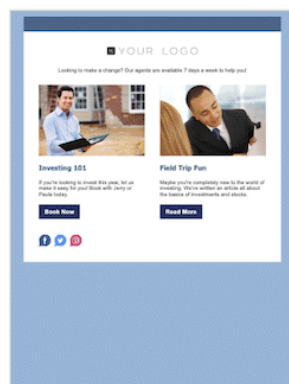 YOUR LOGO
Looking to make a change? Our agents are available 7 days a week to help you!
Investing 101
If you're looking to invest this year, let us
make it easy for you! Book with Jerry or
Paula today.
Book Now
Field Trip Fun
Maybe you're completely new to the world of
investing. We've written an article all about
the basics of investments and stocks.
Read More